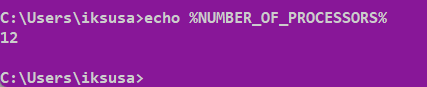 C:\Users\iksusa>echo %NUMBER_OF_PROCESSORS%
12
C:\Users\iksusa>